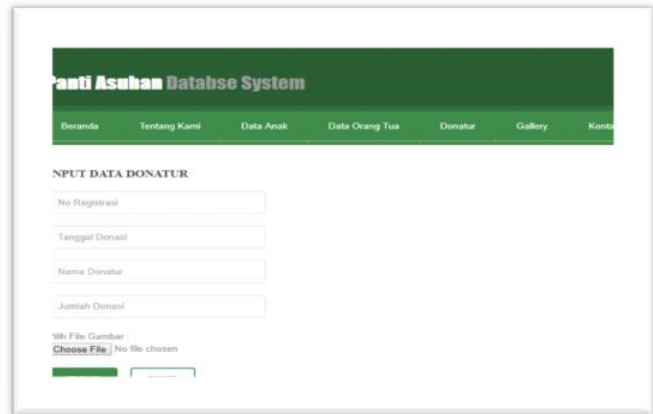 Panti Asuhan Databse System
Beranda Tentang Kami Data Anak Data Orang Tua Donatur Gallery Konta
NPUT DATA DONATUR
No Registrasi
Tanggal Donasi
Nama Donatur
Jumlah Donasi
ilih File Gambar :
Choose File No file chosen